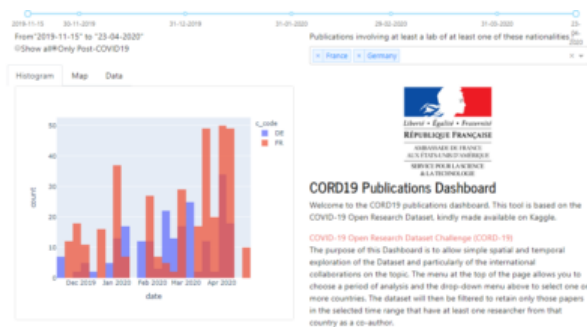 2019-11-15 30-11-2019 31-12-2019 31-01-2020 29-02-2020 31-03-2020 23-04-2020
From"2019-11-15" to "23-04-2020"
Show all Only Post-COVID19
Publications involving at least a lab of at least one of these nationalities
× France × Germany
Histogram Map Data
c_code
DE
FR
50
40
30
20
10
0
count
Dec 2019 Jan 2020 Feb 2020 Mar 2020 Apr 2020
date
Liberté • Égalité • Fraternité
RÉPUBLIQUE FRANÇAISE
AMBASSADE DE FRANCE
AUX ÉTATS-UNIS D'AMÉRIQUE
SERVICE POUR LA SCIENCE
& LA TECHNOLOGIE
CORD19 Publications Dashboard
Welcome to the CORD19 publications dashboard. This tool is based on the
COVID-19 Open Research Dataset, kindly made available on Kaggle.
COVID-19 Open Research Dataset Challenge (CORD-19)
The purpose of this Dashboard is to allow simple spatial and temporal
exploration of the Dataset and particularly of the international
collaborations on the topic. The menu at the top of the page allows you to
choose a period of analysis and the drop-down menu above to select one or
more countries. The dataset will then be filtered to retain only those papers
in the selected time range that have at least one researcher from that
country as a co-author.